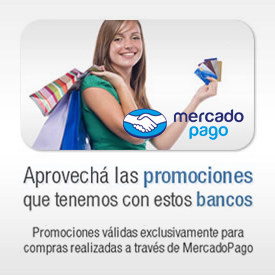 mercado
pago
Aprovechá las promociones
que tenemos con estos bancos
Promociones válidas exclusivamente para
compras realizadas a través de MercadoPago